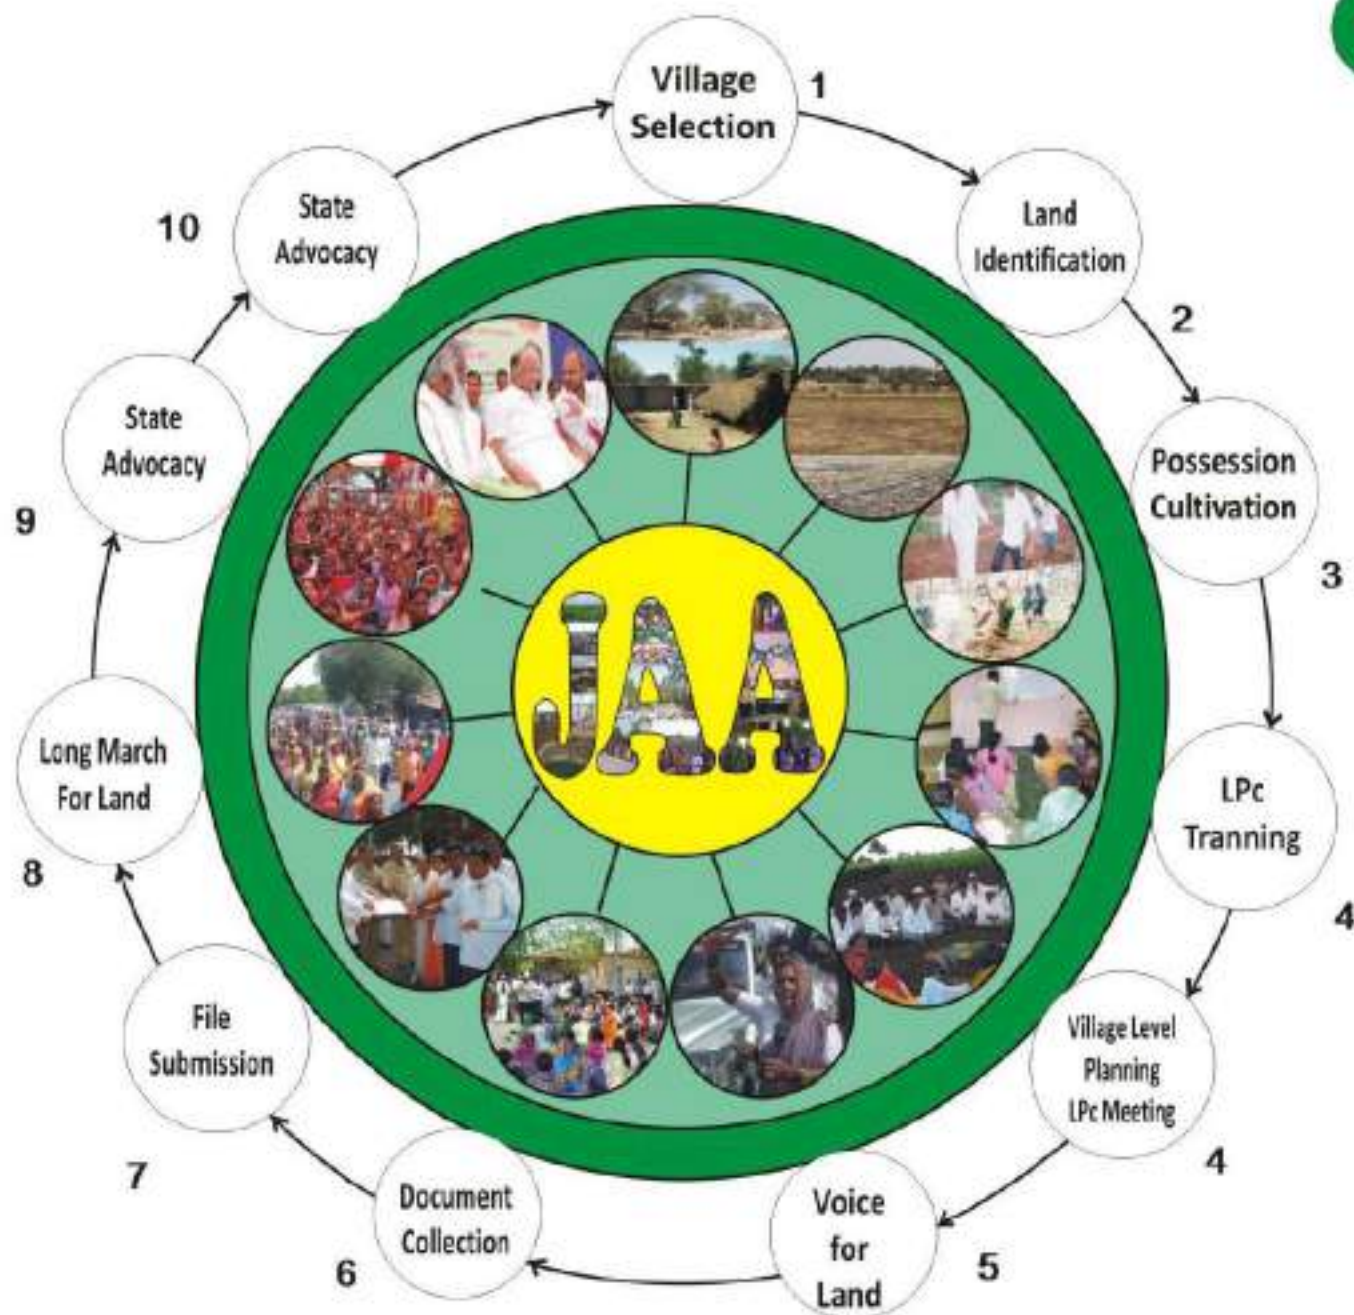 Village
Selection
1
Land
Identification
2
Possession
Cultivation
3
LPc
Tranning
4
Village Level
Planning
LPc Meeting
4
Voice
for
Land
5
Document
Collection
6
File
Submission
7
Long March
For Land
8
State
Advocacy
9
State
Advocacy
10
JAA